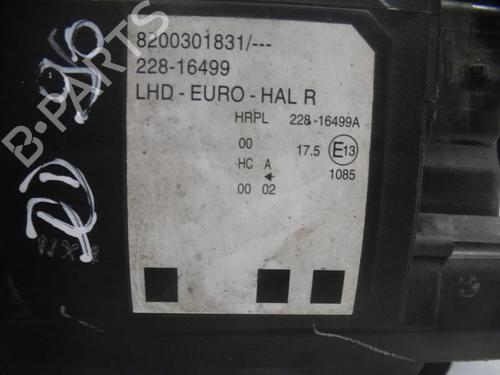 8200301831/---
228-16499
LHD - EURO - HAL R
HRPL 228-16499A
00 17.5 E13
HC A 1085
00 02
B-PARTS